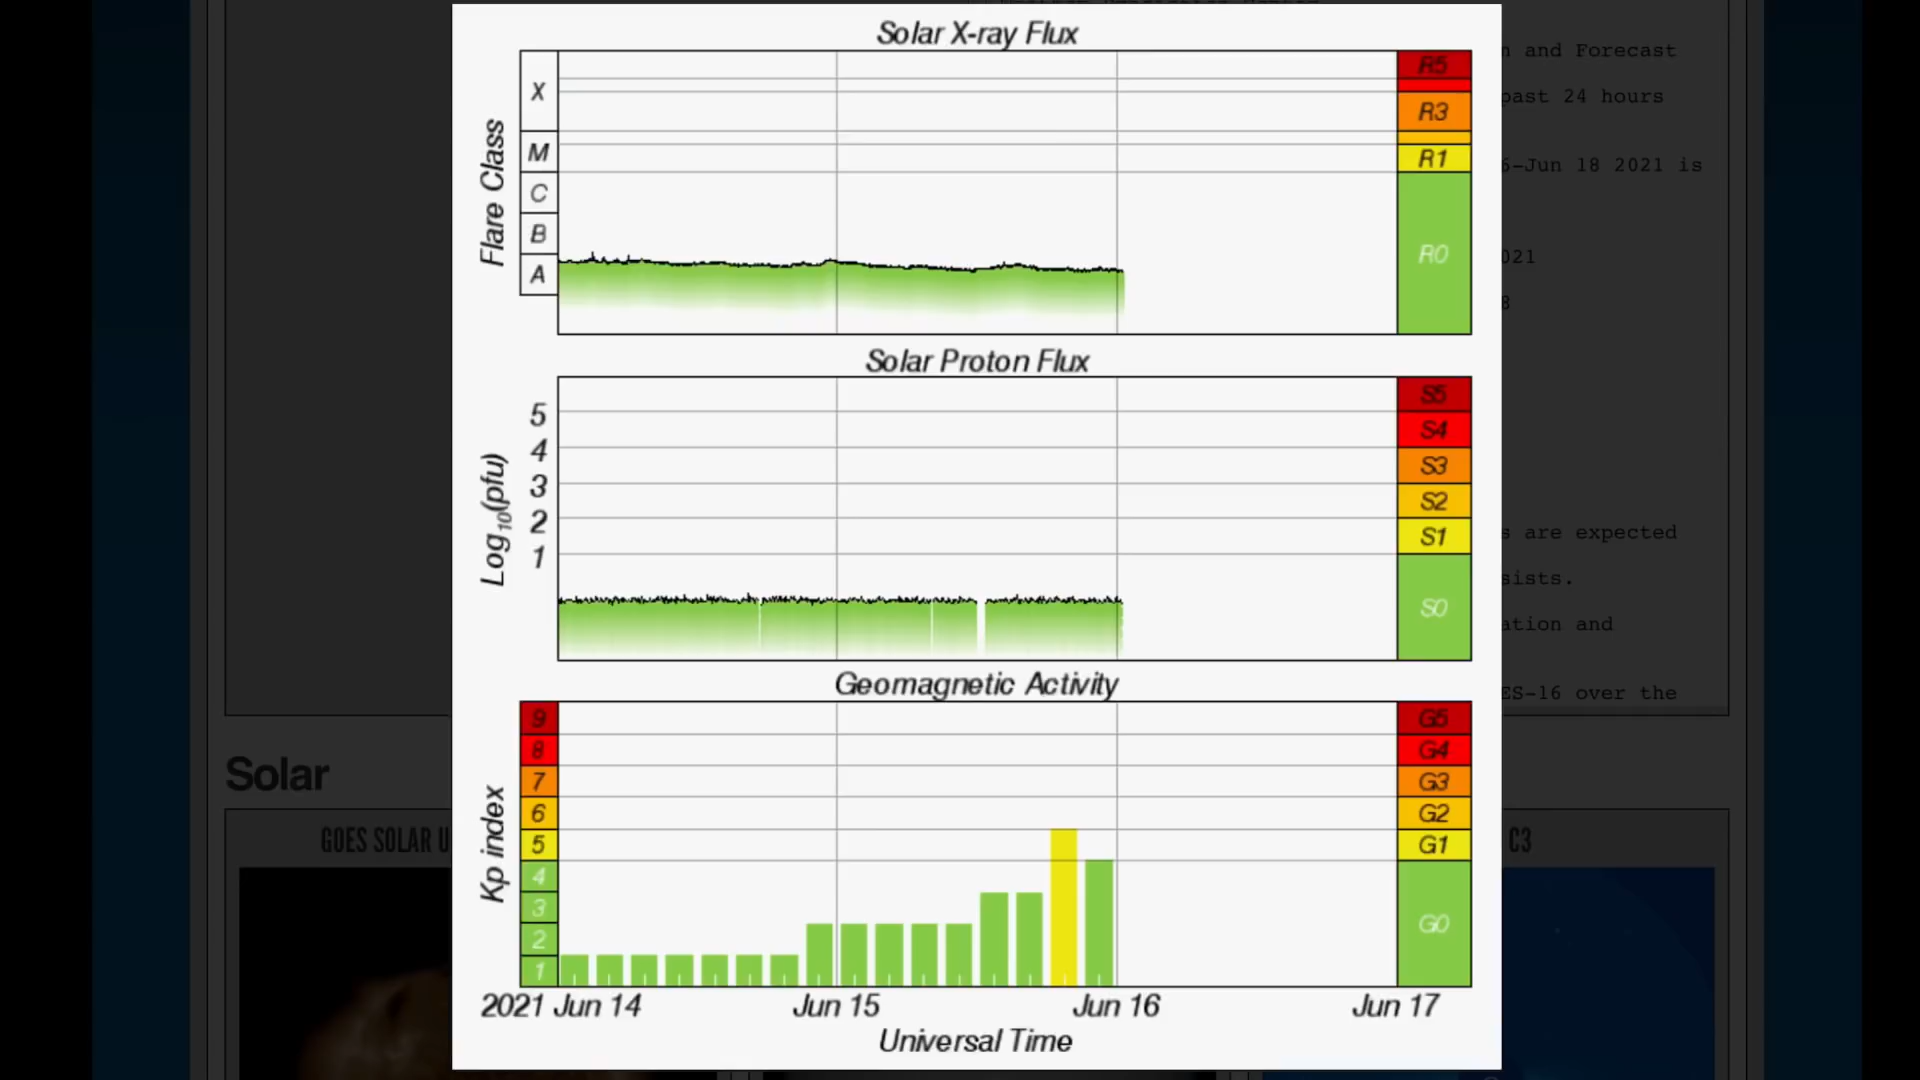 Solar X-ray Flux
Flare Class
X
M
C
B
A
R5
R3
R1
R0
Solar Proton Flux
Log10(pfu)
5
4
3
2
1
S5
S4
S3
S2
S1
S0
Geomagnetic Activity
Kp index
9
8
7
6
5
4
3
2
1
G5
G4
G3
G2
G1
G0
2021 Jun 14
Jun 15
Jun 16
Jun 17
Universal Time
and Forecast
past 24 hours
-Jun 18 2021 is
021
8
are expected
sists.
ation and
ES-16 over the
Solar
GOES SOLAR U
C3